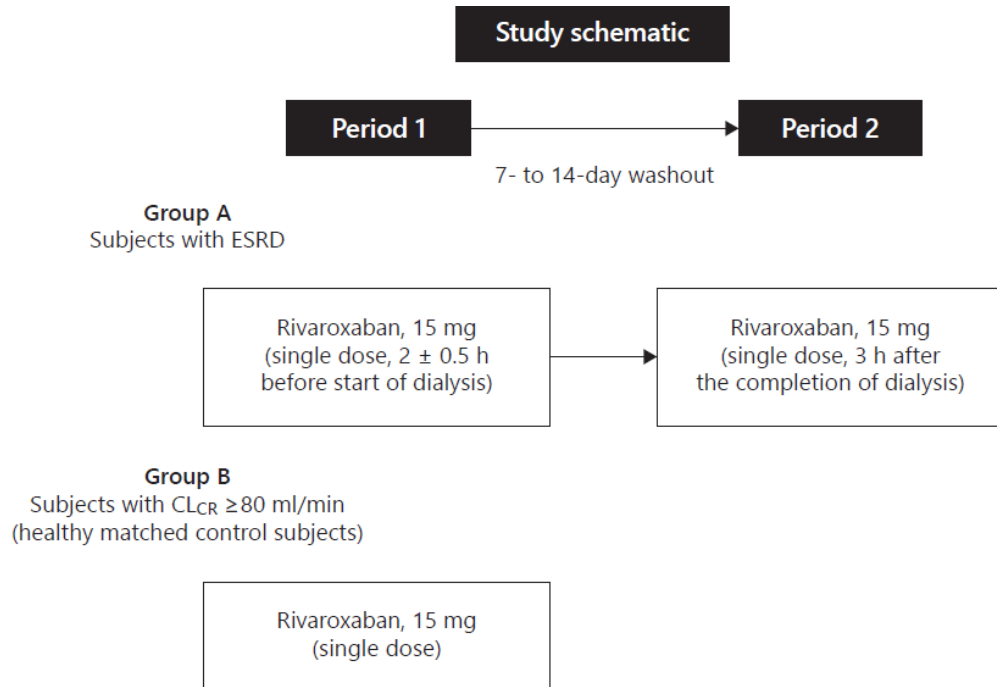 Study schematic
Period 1
Period 2
7- to 14-day washout
Group A
Subjects with ESRD
Rivaroxaban, 15 mg
(single dose, 2 ± 0.5 h
before start of dialysis)
Rivaroxaban, 15 mg
(single dose, 3 h after
the completion of dialysis)
Group B
Subjects with CLCR ≥80 ml/min
(healthy matched control subjects)
Rivaroxaban, 15 mg
(single dose)